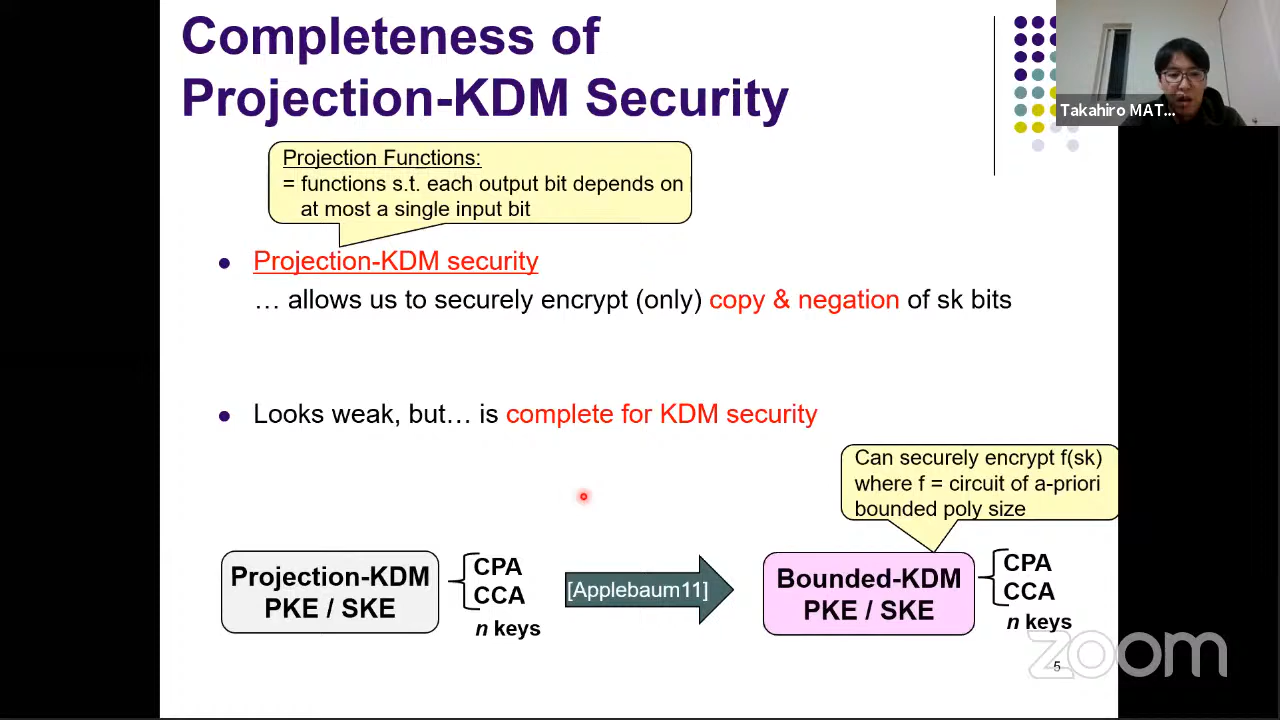 Completeness of
Projection-KDM Security
Takahiro MAT...
Projection Functions:
= functions s.t. each output bit depends on
at most a single input bit
● Projection-KDM security
… allows us to securely encrypt (only) copy & negation of sk bits
● Looks weak, but… is complete for KDM security
Can securely encrypt f(sk)
where f = circuit of a-priori
bounded poly size
Projection-KDM
PKE / SKE
CPA
CCA
n keys
[Applebaum11]
Bounded-KDM
PKE / SKE
CPA
CCA
n keys
zoom
5